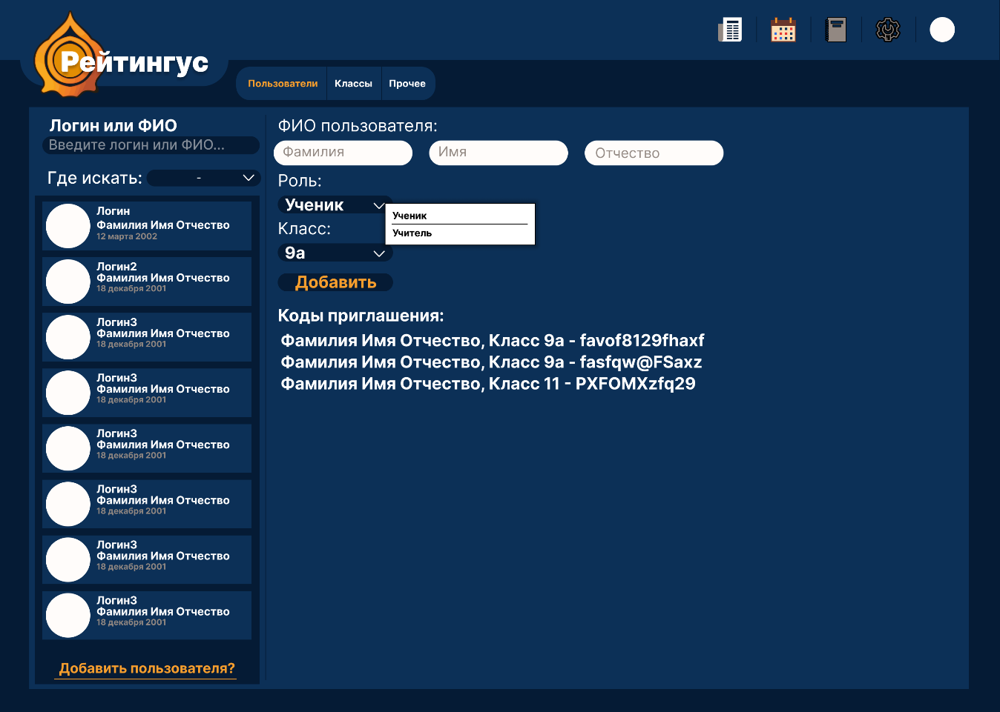 Рейтингус
Пользователи
Классы
Прочее
Логин или ФИО
Введите логин или ФИО...
Где искать:
-
Логин
Фамилия Имя Отчество
12 марта 2002
Логин2
Фамилия Имя Отчество
18 декабря 2001
Логин3
Фамилия Имя Отчество
18 декабря 2001
Логин3
Фамилия Имя Отчество
18 декабря 2001
Логин3
Фамилия Имя Отчество
18 декабря 2001
Логин3
Фамилия Имя Отчество
18 декабря 2001
Логин3
Фамилия Имя Отчество
18 декабря 2001
Логин3
Фамилия Имя Отчество
18 декабря 2001
Добавить пользователя?
ФИО пользователя:
Фамилия
Имя
Отчество
Роль:
Ученик
Ученик
Учитель
Класс:
9а
Добавить
Коды приглашения:
Фамилия Имя Отчество, Класс 9а - favof8129fhaxf
Фамилия Имя Отчество, Класс 9а - fasfqw@FSaxz
Фамилия Имя Отчество, Класс 11 - PXFOMXzfq29